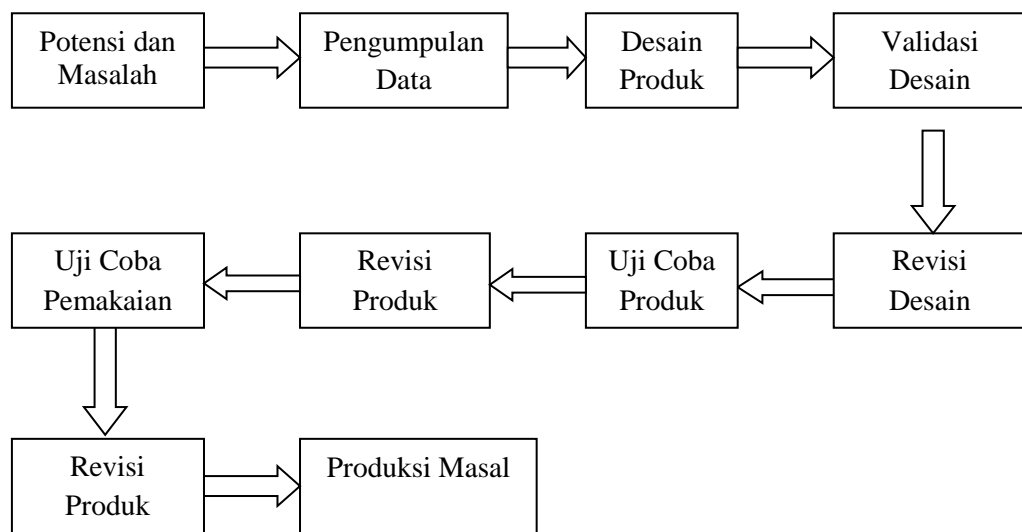 Potensi dan
Masalah
Pengumpulan
Data
Desain
Produk
Validasi
Desain
Revisi
Desain
Uji Coba
Produk
Revisi
Produk
Uji Coba
Pemakaian
Revisi
Produk
Produksi Masal